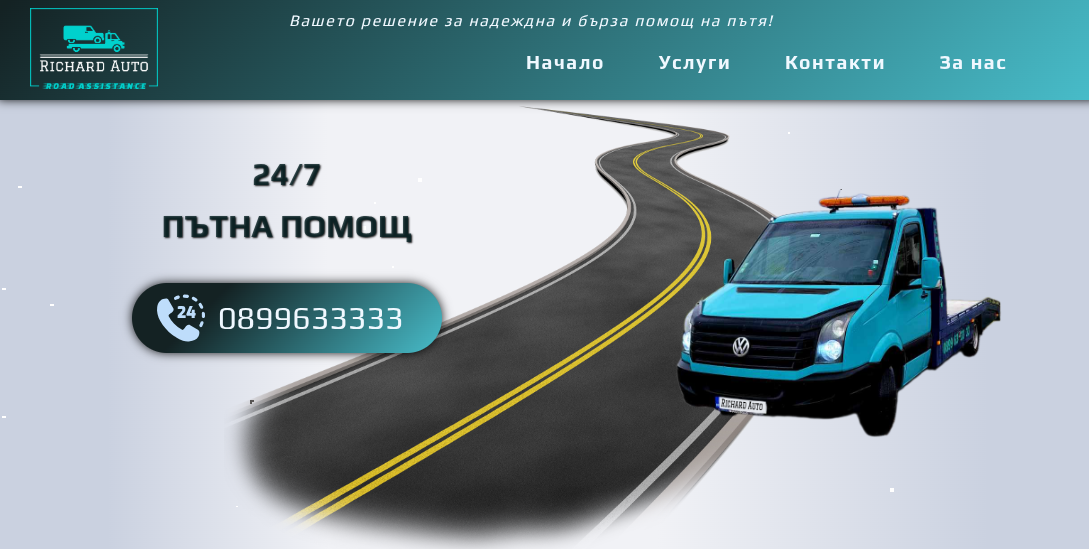 Вашето решение за надеждна и бърза помощ на пътя!
RICHARD AUTO
ROAD ASSISTANCE
Начало Услуги Контакти За нас
24/7
ПЪТНА ПОМОЩ
24 0899633333
RICHARD AUTO